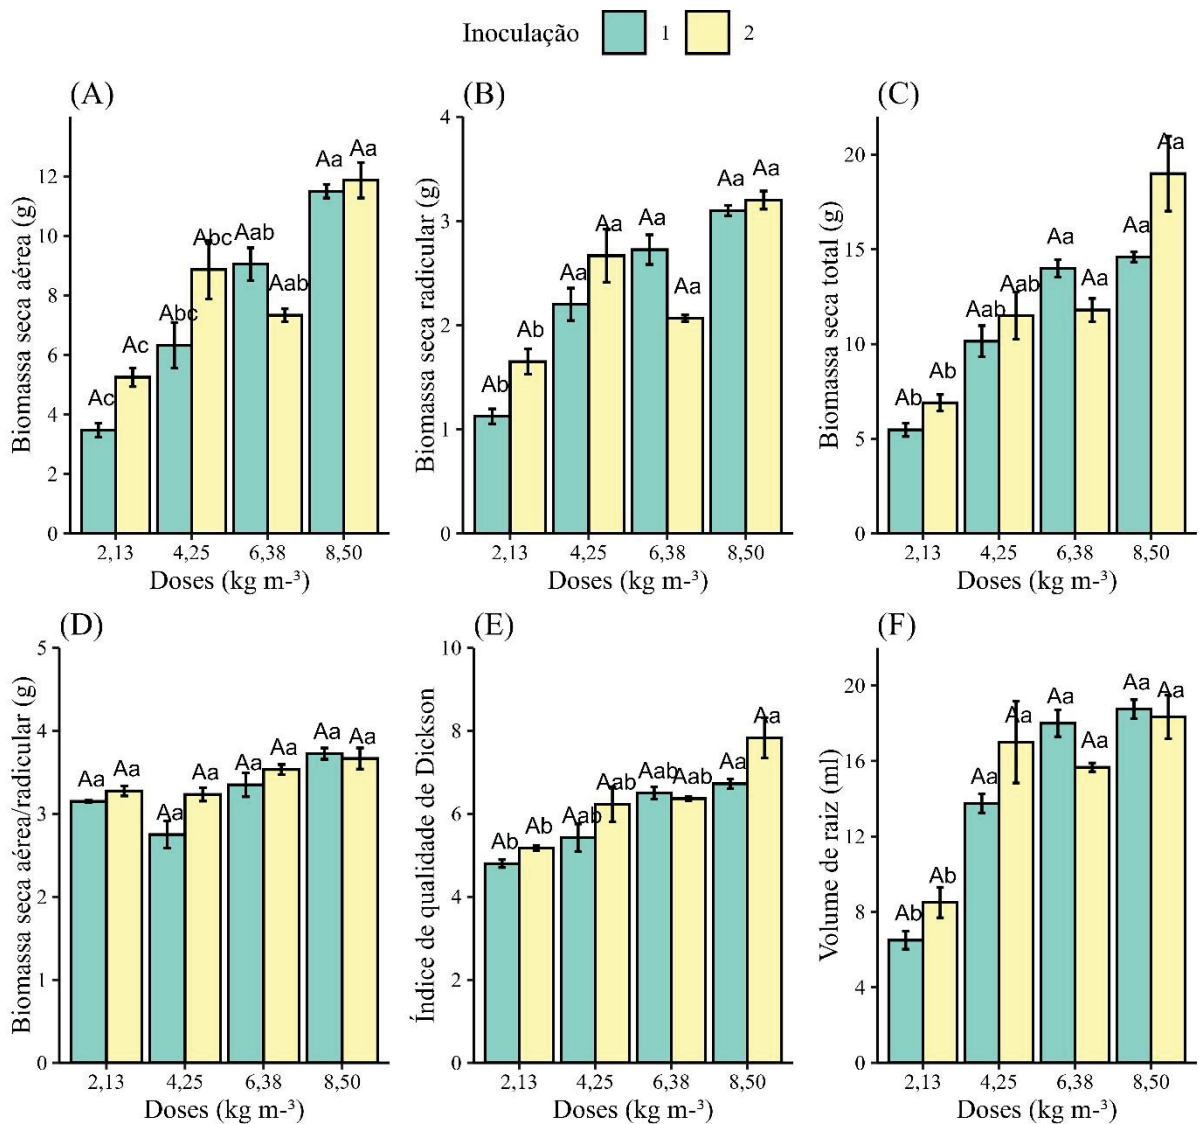 Inoculação 1 2
(A)
Biomassa seca aérea (g)
12
10
8
6
4
2
0
Ac Ac Abc Abc Aab Aab Aa Aa
2,13 4,25 6,38 8,50
Doses (kg m-³)
(B)
Biomassa seca radicular (g)
4
3
2
1
0
Ab Ab Aa Aa Aa Aa Aa Aa
2,13 4,25 6,38 8,50
Doses (kg m-³)
(C)
Biomassa seca total (g)
20
15
10
5
0
Ab Ab Aab Aab Aa Aa Aa Aa
2,13 4,25 6,38 8,50
Doses (kg m-³)
(D)
Biomassa seca aérea/radicular (g)
5
4
3
2
1
0
Aa Aa Aa Aa Aa Aa Aa Aa
2,13 4,25 6,38 8,50
Doses (kg m-³)
(E)
Índice de qualidade de Dickson
10
8
6
4
2
0
Ab Ab Aab Aab Aab Aab Aa Aa
2,13 4,25 6,38 8,50
Doses (kg m-³)
(F)
Volume de raiz (ml)
20
16
12
8
4
0
Ab Ab Aa Aa Aa Aa Aa Aa
2,13 4,25 6,38 8,50
Doses (kg m-³)